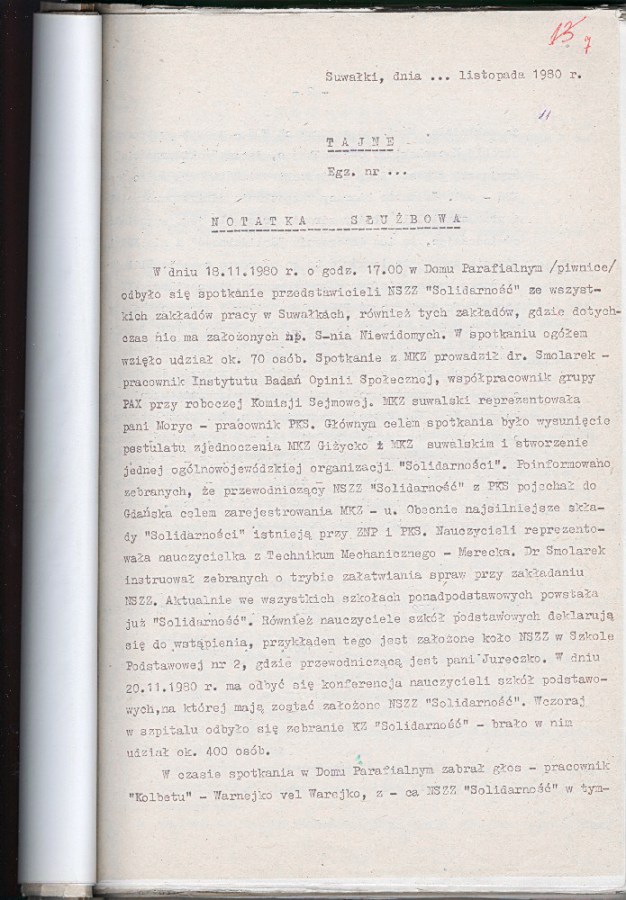 13
7
Suwałki, dnia ... listopada 1980 r.
11
T A J N E
Egz. nr ...
N O T A T K A S Ł U Ż B O W A
W dniu 18.11.1980 r. o godz. 17.00 w Domu Parafialnym /piwnice/
odbyło się spotkanie przedstawicieli NSZZ "Solidarność" ze wszyst-
kich zakładów pracy w Suwałkach, również tych zakładów, gdzie dotych-
czas nie ma założonych np. S-nia Niewidomych. W spotkaniu ogółem
wzięło udział ok. 70 osób. Spotkanie z MKZ prowadził dr. Smolarek -
pracownik Instytutu Badań Opinii Społecznej, współpracownik grupy
PAX przy roboczej Komisji Sejmowej. MKZ suwalski reprezentowała
pani Moryc - pracownik PKS. Głównym celem spotkania było wysunięcie
postulatu zjednoczenia MKZ Giżycko z MKZ suwalskim i stworzenie
jednej ogólnowojewódzkiej organizacji "Solidarności". Poinformowano
zebranych, że przewodniczący NSZZ "Solidarność" z PKS pojechał do
Gdańska celem zarejestrowania MKZ - u. Obecnie najsilniejsze skła-
dy "Solidarności" istnieją przy ZNP i PKS. Nauczycieli reprezento-
wała nauczycielka z Technikum Mechanicznego - Merecka. Dr Smolarek
instruował zebranych o trybie załatwiania spraw przy zakładaniu
NSZZ. Aktualnie we wszystkich szkołach ponadpodstawowych powstała
już "Solidarność". Również nauczyciele szkół podstawowych deklarują
się do wstąpienia, przykładem tego jest założone koło NSZZ w Szkole
Podstawowej nr 2, gdzie przewodniczącą jest pani Jureczko. W dniu
20.11.1980 r. ma odbyć się konferencja nauczycieli szkół podstawo-
wych,na której mają zostać założone NSZZ "Solidarność". Wczoraj
w szpitalu odbyło się zebranie KZ "Solidarność" - brało w nim
udział ok. 400 osób.
W czasie spotkania w Domu Parafialnym zabrał głos - pracownik
"Kolbetu" - Warnejko vel Warejko, z - ca NSZZ "Solidarność" w tym-